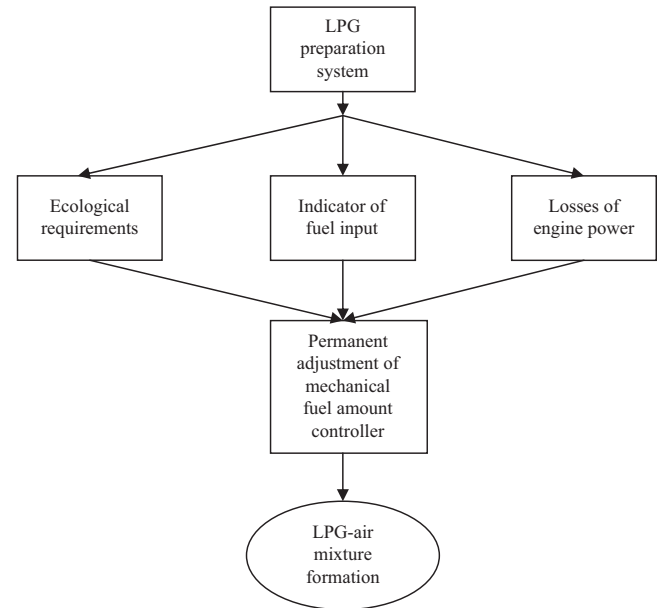 LPG
preparation
system
Ecological
requirements
Indicator of
fuel input
Losses of
engine power
Permanent
adjustment of
mechanical
fuel amount
controller
LPG-air
mixture
formation